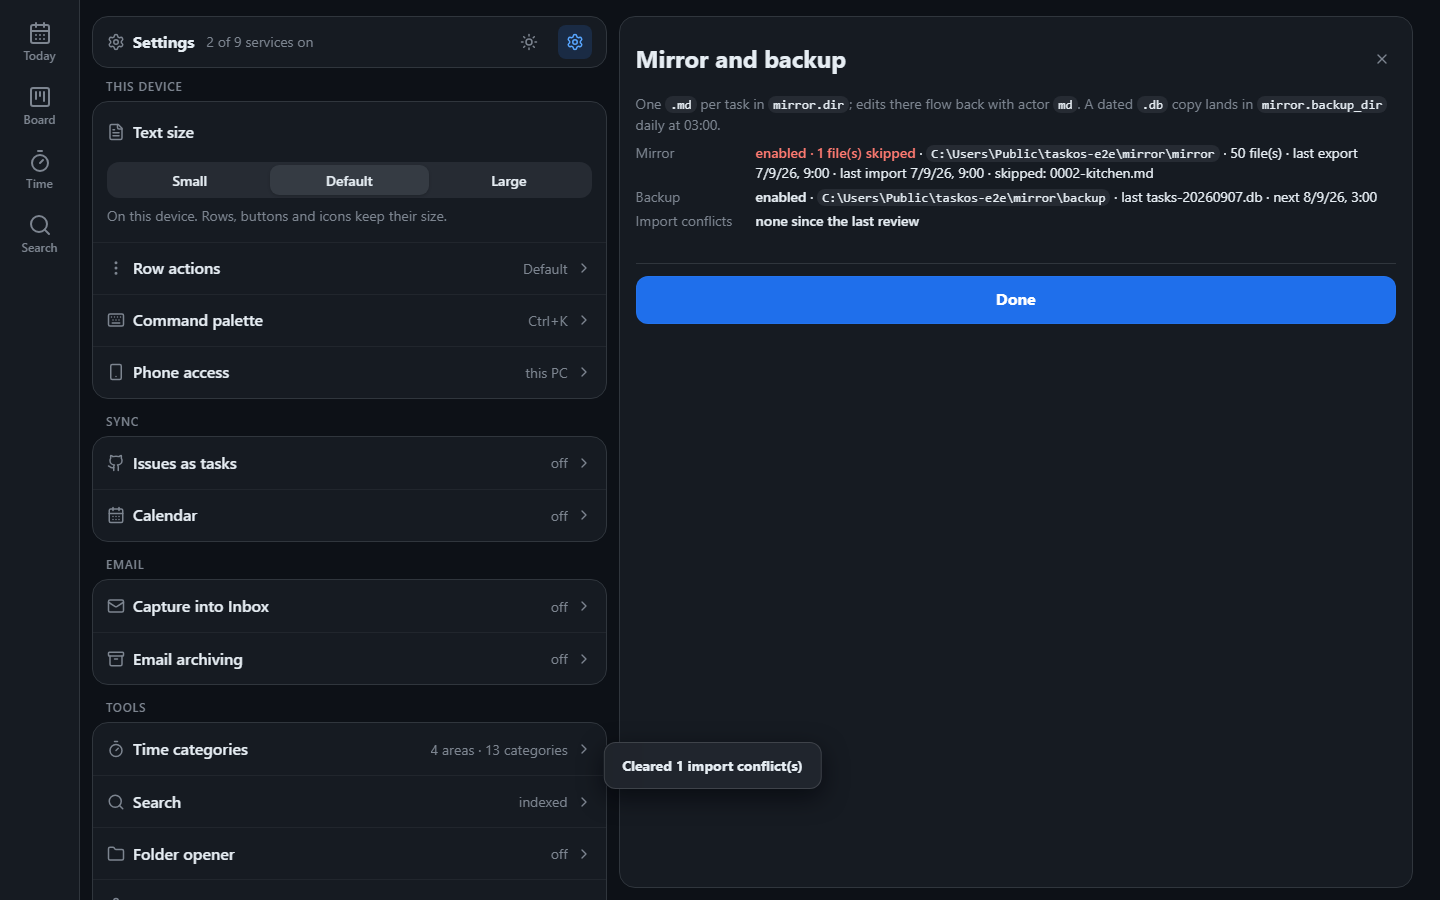 Today
Board
Time
Search
Settings 2 of 9 services on
THIS DEVICE
Text size
Small Default Large
On this device. Rows, buttons and icons keep their size.
Row actions Default
Command palette Ctrl+K
Phone access this PC
SYNC
Issues as tasks off
Calendar off
EMAIL
Capture into Inbox off
Email archiving off
TOOLS
Time categories 4 areas · 13 categories
Search indexed
Folder opener off
Mirror and backup
One .md per task in mirror.dir; edits there flow back with actor md. A dated .db copy lands in mirror.backup_dir
daily at 03:00.
Mirror enabled · 1 file(s) skipped · C:\Users\Public\taskos-e2e\mirror\mirror · 50 file(s) · last export
7/9/26, 9:00 · last import 7/9/26, 9:00 · skipped: 0002-kitchen.md
Backup enabled · C:\Users\Public\taskos-e2e\mirror\backup · last tasks-20260907.db · next 8/9/26, 3:00
Import conflicts none since the last review
Done
Cleared 1 import conflict(s)